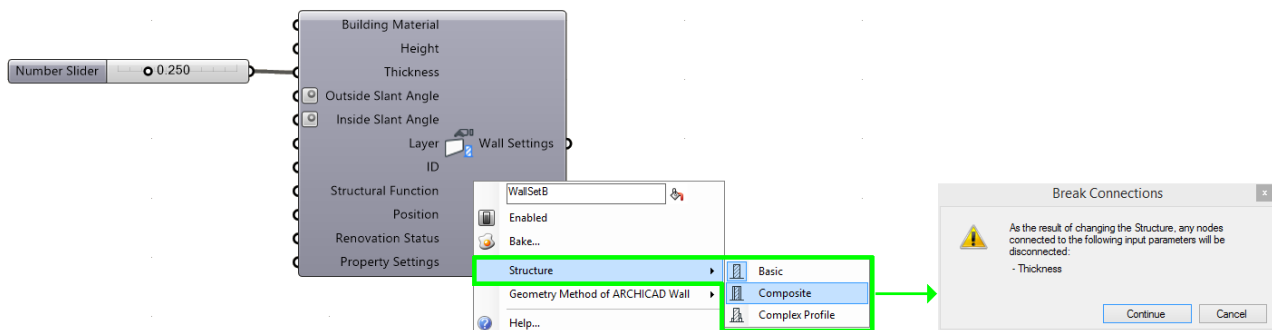 Building Material
Height
Number Slider 0.250
Thickness
Outside Slant Angle
Inside Slant Angle
Layer
Wall Settings
ID
Structural Function
Position
Renovation Status
Property Settings
WallSetB
Enabled
Bake...
Structure
Geometry Method of ARCHICAD Wall
Help...
Basic
Composite
Complex Profile
Break Connections
x
As the result of changing the Structure, any nodes
connected to the following input parameters will be
disconnected:
- Thickness
Continue Cancel